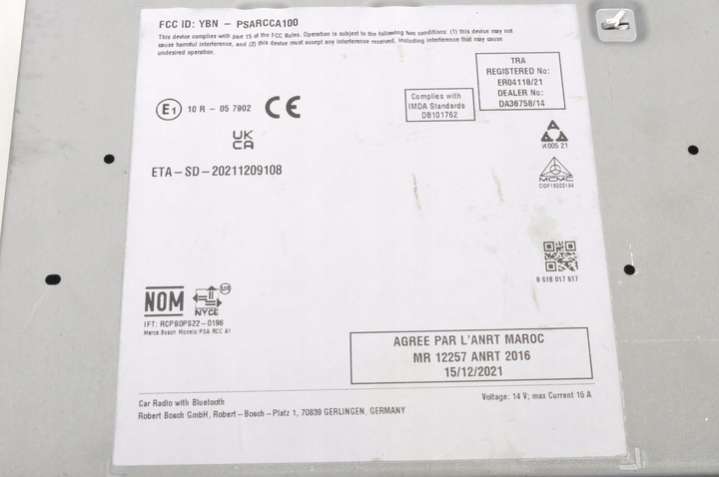 FCC ID: YBN – PSARCCA100
This device complies with part 15 of the FCC Rules. Operation is subject to the following two conditions: (1) this device may not
cause harmful interference, and (2) this device must accept any interference received, including interference that may cause
undesired operation.
TRA
REGISTERED No:
ER04118/21
DEALER No:
DA36758/14
Complies with
IMDA Standards
DB101762
E1 10 R – 05 7902 CE
UK
CA
ETA – SD – 20211209108
MCMC
NOM
NYCE
IFT: RCPBOPS22–0196
AGREE PAR L'ANRT MAROC
MR 12257 ANRT 2016
15/12/2021
Car Radio with Bluetooth
Voltage: 14 V; max Current 10 A
Robert Bosch GmbH, Robert – Bosch – Platz 1, 70839 GERLINGEN, GERMANY